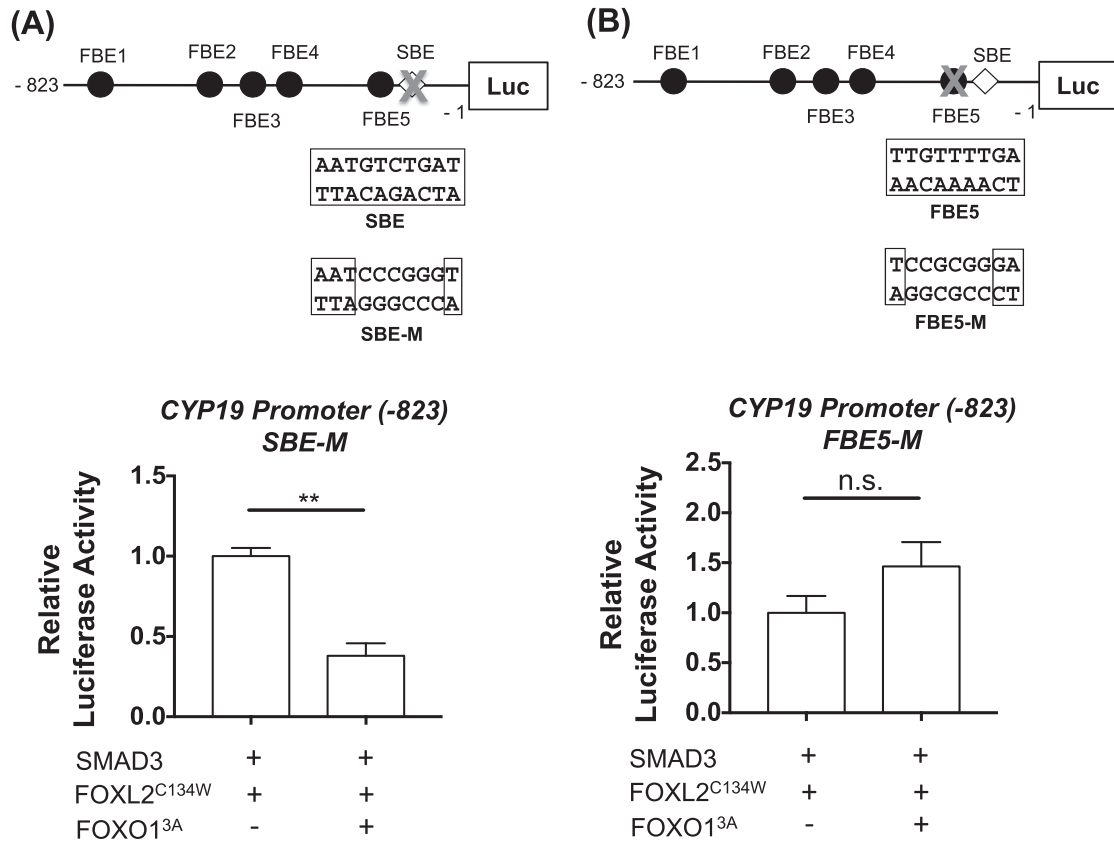 (A)
FBE1 FBE2 FBE4 SBE
- 823 Luc
FBE3 FBE5 - 1
AATGTCTGAT
TTACAGACTA
SBE
AATCCCGGGT
TTAGGGCCCA
SBE-M
CYP19 Promoter (-823)
SBE-M
Relative
Luciferase Activity
1.5
1.0
0.5
0.0
**
SMAD3 + +
FOXL2C134W + +
FOXO13A - +
(B)
FBE1 FBE2 FBE4 SBE
- 823 Luc
FBE3 FBE5 - 1
TTGTTTTGA
AACAAAACT
FBE5
TCCGCGGGA
AGGCGCCCT
FBE5-M
CYP19 Promoter (-823)
FBE5-M
Relative
Luciferase Activity
2.5
2.0
1.5
1.0
0.5
0.0
n.s.
SMAD3 + +
FOXL2C134W + +
FOXO13A - +